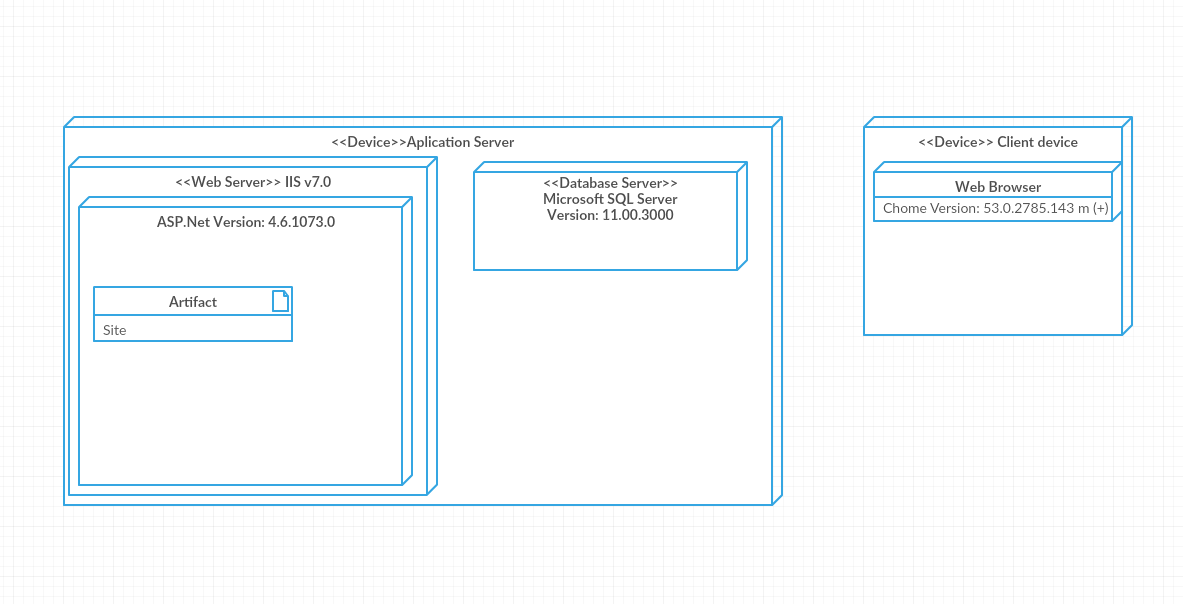 <<Device>>Aplication Server
<<Web Server>> IIS v7.0
ASP.Net Version: 4.6.1073.0
Artifact
Site
<<Database Server>>
Microsoft SQL Server
Version: 11.00.3000
<<Device>> Client device
Web Browser
Chome Version: 53.0.2785.143 m (+)